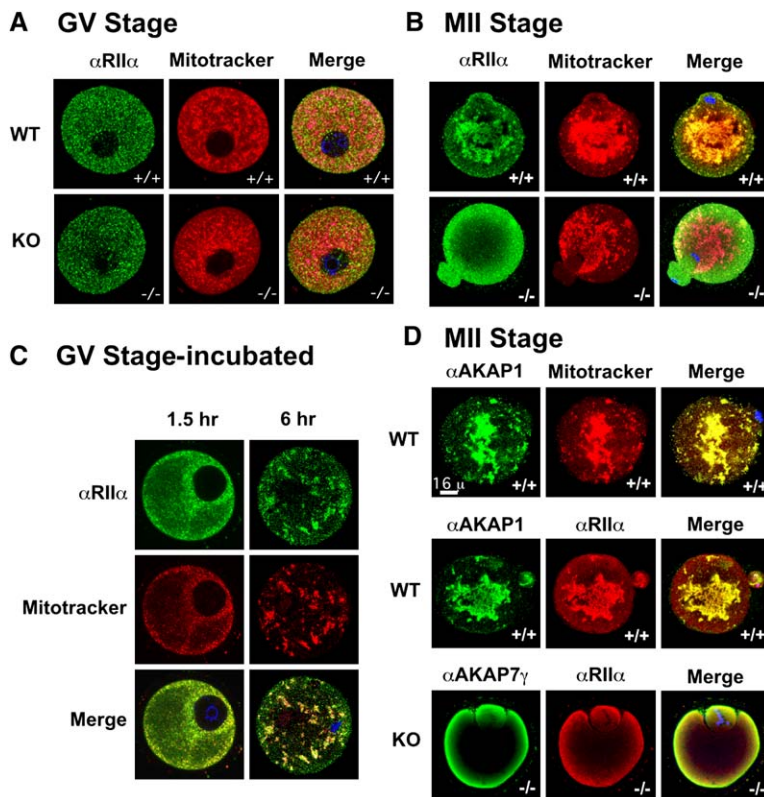 A GV Stage
αRIIα Mitotracker Merge
WT
+/+ +/+ +/+
KO
-/- -/- -/-
B MII Stage
αRIIα Mitotracker Merge
+/+ +/+ +/+
-/- -/- -/-
C GV Stage-incubated
1.5 hr 6 hr
αRIIα
Mitotracker
Merge
D MII Stage
αAKAP1 Mitotracker Merge
WT
16 μ
+/+ +/+ +/+
αAKAP1 αRIIα Merge
WT
+/+ +/+ +/+
αAKAP7γ αRIIα Merge
KO
-/- -/- -/-